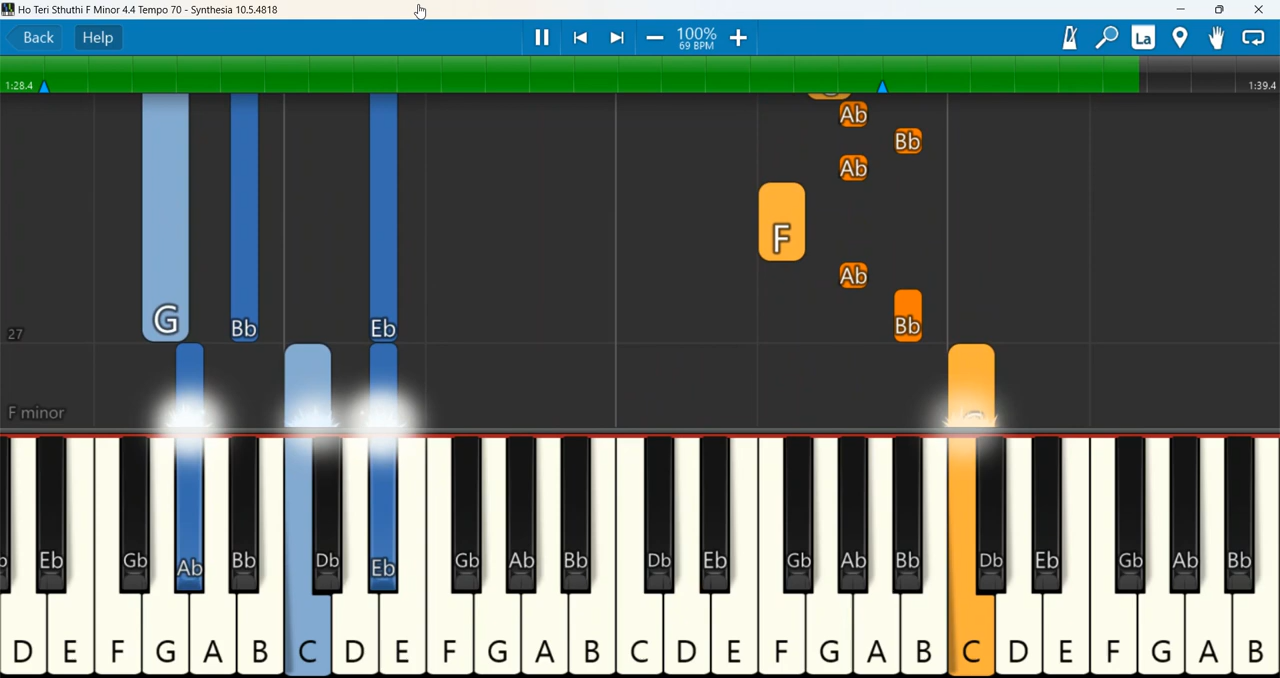 Ho Teri Sthuthi F Minor 4.4 Tempo 70 - Synthesia 10.5.4818
Back Help 100% La
69 BPM
1:28.4 1:39.4
Ab
Bb
Ab
F
Ab
G Bb Eb Bb
27
F minor
Eb Gb Ab Bb Db Eb Gb Ab Bb Db Eb Gb Ab Bb Db Eb Gb Ab Bb
D E F G A B C D E F G A B C D E F G A B C D E F G A B